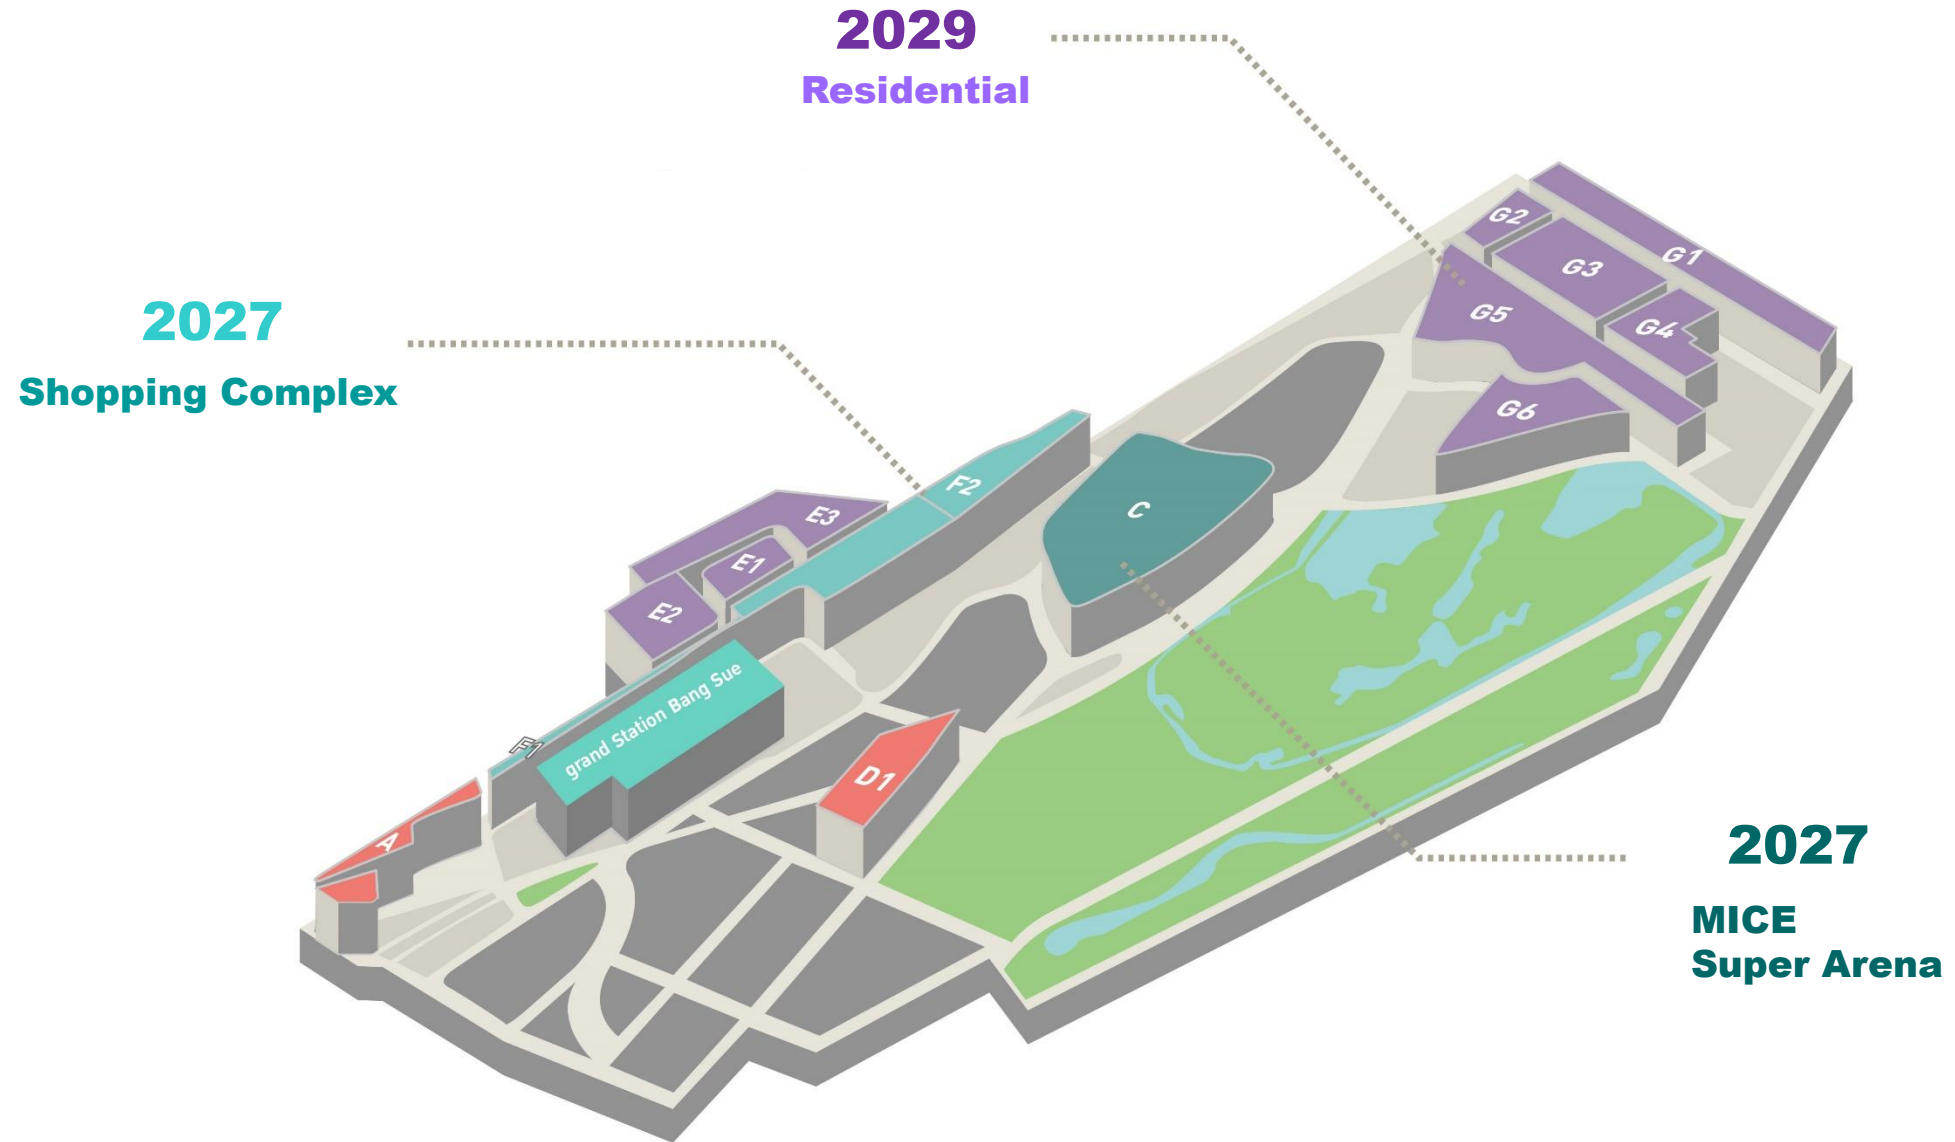 2029
Residential
2027
Shopping Complex
G2
G1
G3
G5
G4
G6
F2
C
E3
E1
E2
grand Station Bang Sue
F1
D1
A
2027
MICE
Super Arena